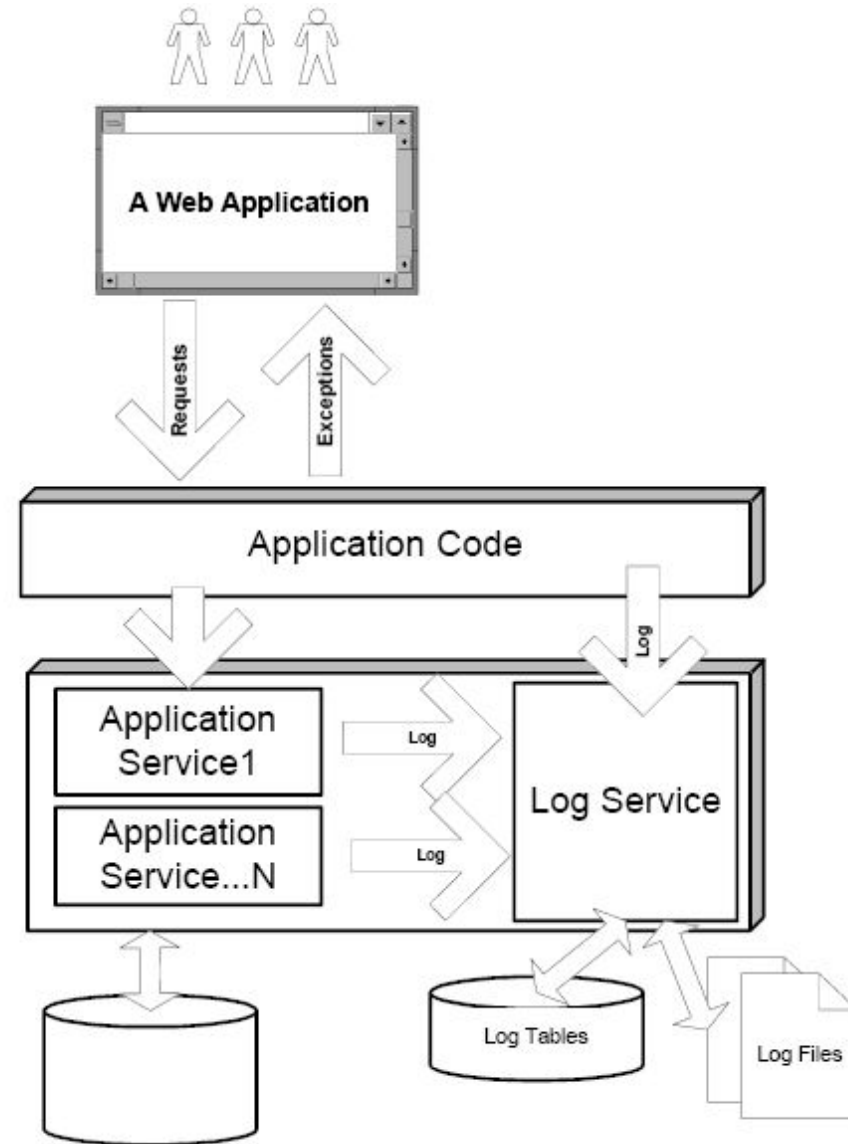 A Web Application
Requests
Exceptions
Application Code
Log
Application
Service1
Log
Log Service
Application
Service...N
Log
Log Tables
Log Files